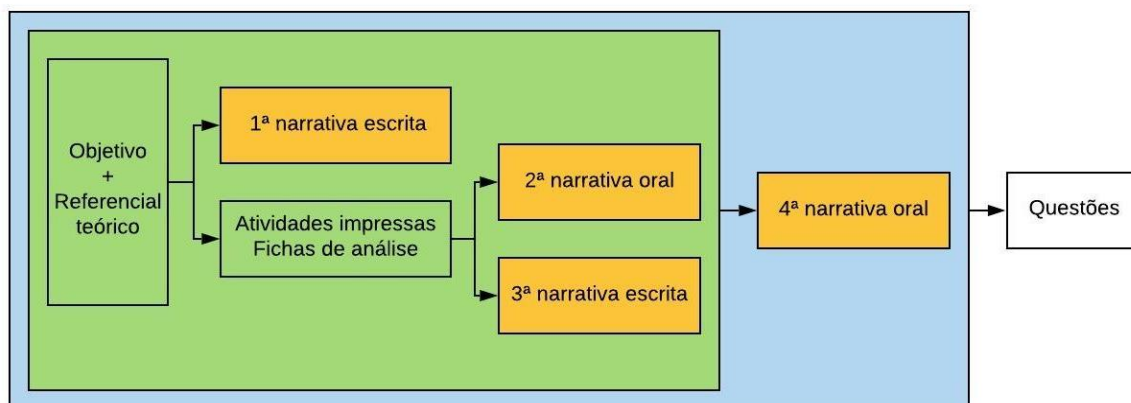 Objetivo
+
Referencial
teórico
1ª narrativa escrita
Atividades impressas
Fichas de análise
2ª narrativa oral
3ª narrativa escrita
4ª narrativa oral
Questões